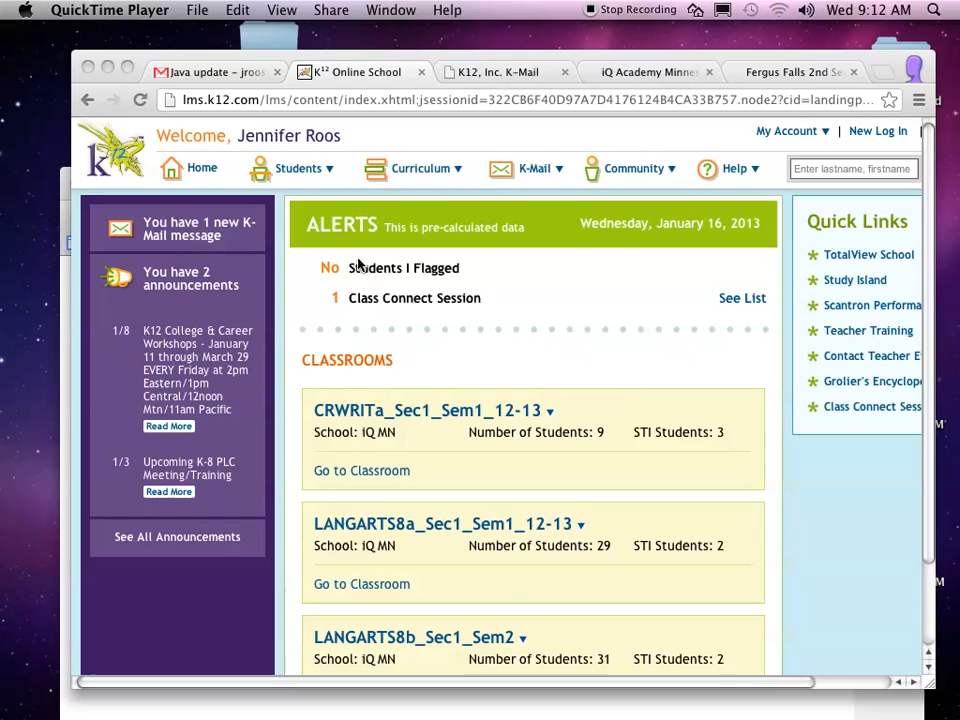 QuickTime Player File Edit View Share Window Help Stop Recording Wed 9:12 AM
Java update – jroos K¹² Online School K12, Inc. K-Mail iQ Academy Minnes Fergus Falls 2nd Se
lms.k12.com/lms/content/index.xhtml;jsessionid=322CB6F40D97A7D4176124B4CA33B757.node2?cid=landingp...
k12
Welcome, Jennifer Roos
My Account New Log In
Home Students Curriculum K-Mail Community Help Enter lastname, firstname
You have 1 new K-
Mail message
You have 2
announcements
1/8 K12 College & Career
Workshops - January
11 through March 29
EVERY Friday at 2pm
Eastern/1pm
Central/12noon
Mtn/11am Pacific
Read More
1/3 Upcoming K-8 PLC
Meeting/Training
Read More
See All Announcements
ALERTS This is pre-calculated data Wednesday, January 16, 2013
No Students I Flagged
1 Class Connect Session See List
CLASSROOMS
CRWRITa_Sec1_Sem1_12-13
School: iQ MN Number of Students: 9 STI Students: 3
Go to Classroom
LANGARTS8a_Sec1_Sem1_12-13
School: iQ MN Number of Students: 29 STI Students: 2
Go to Classroom
LANGARTS8b_Sec1_Sem2
School: iQ MN Number of Students: 31 STI Students: 2
Quick Links
TotalView School
Study Island
Scantron Performa
Teacher Training
Contact Teacher E
Grolier's Encyclope
Class Connect Sess